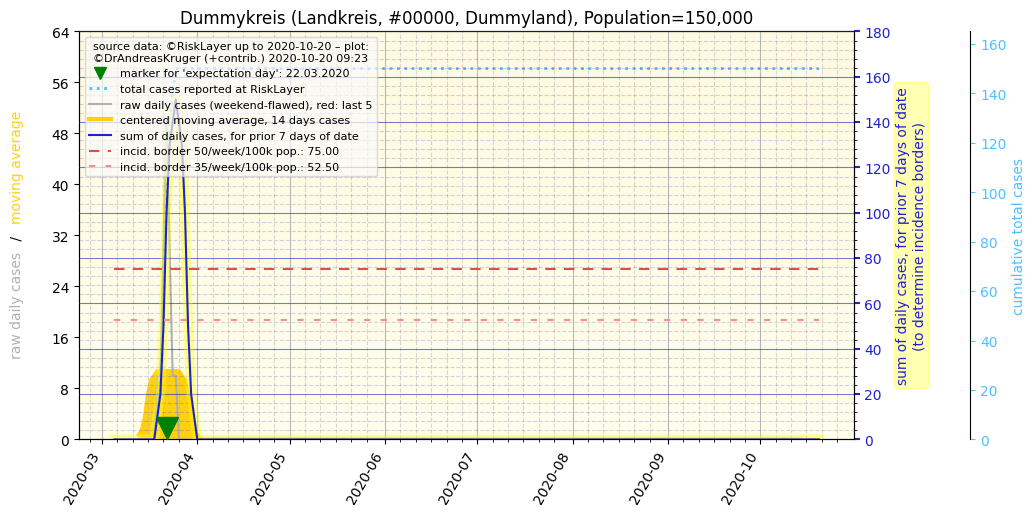 Dummykreis (Landkreis, #00000, Dummyland), Population=150,000
source data: ©RiskLayer up to 2020-10-20 – plot:
©DrAndreasKruger (+contrib.) 2020-10-20 09:23
marker for 'expectation day': 22.03.2020
total cases reported at RiskLayer
raw daily cases (weekend-flawed), red: last 5
centered moving average, 14 days cases
sum of daily cases, for prior 7 days of date
incid. border 50/week/100k pop.: 75.00
incid. border 35/week/100k pop.: 52.50
raw daily cases / moving average
64
56
48
40
32
24
16
8
0
2020-03
2020-04
2020-05
2020-06
2020-07
2020-08
2020-09
2020-10
180
160
140
120
100
80
60
40
20
0
sum of daily cases, for prior 7 days of date
(to determine incidence borders)
160
140
120
100
80
60
40
20
0
cumulative total cases